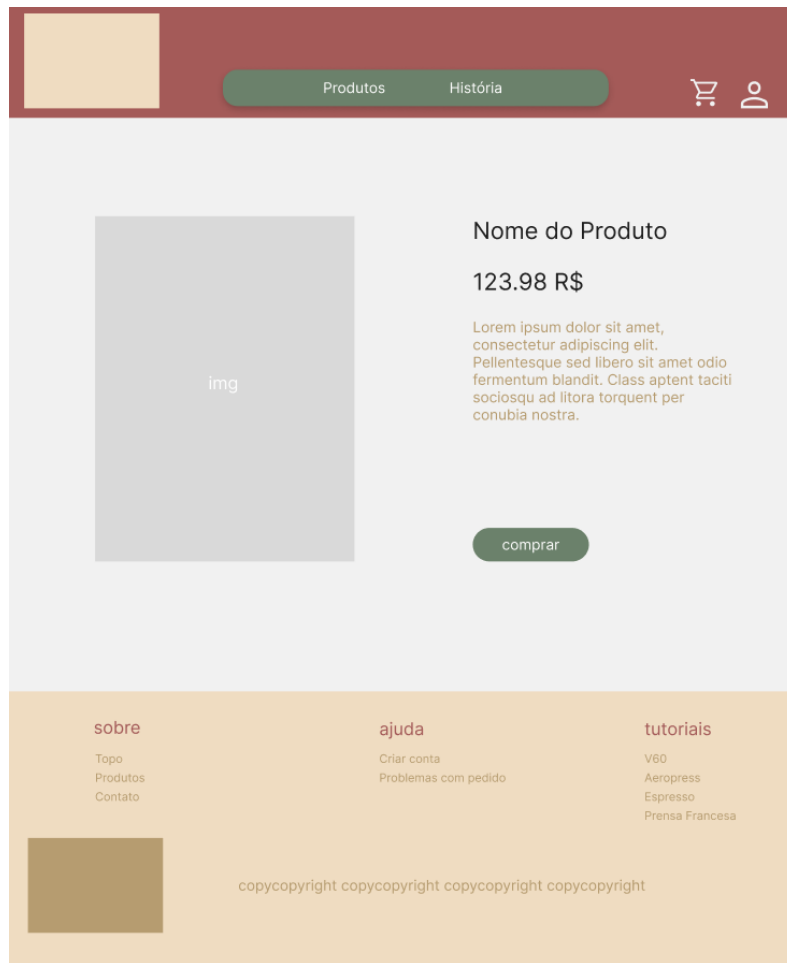 Produtos
História
img
Nome do Produto
123.98 R$
Lorem ipsum dolor sit amet,
consectetur adipiscing elit.
Pellentesque sed libero sit amet odio
fermentum blandit. Class aptent taciti
sociosqu ad litora torquent per
conubia nostra.
comprar
sobre
Topo
Produtos
Contato
ajuda
Criar conta
Problemas com pedido
tutoriais
V60
Aeropress
Espresso
Prensa Francesa
copycopyright copycopyright copycopyright copycopyright